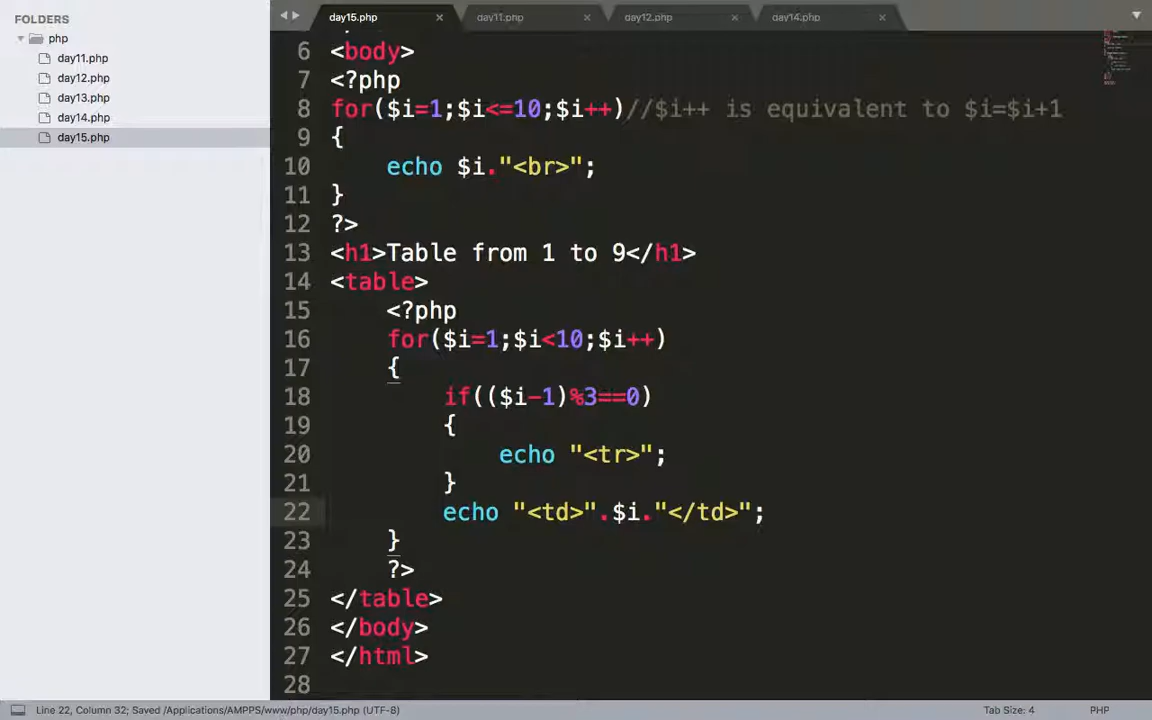 FOLDERS
php
day11.php
day12.php
day13.php
day14.php
day15.php
day15.php × day11.php × day12.php × day14.php ×
6 <body>
7 <?php
8 for($i=1;$i<=10;$i++)//$i++ is equivalent to $i=$i+1
9 {
10 echo $i."<br>";
11 }
12 ?>
13 <h1>Table from 1 to 9</h1>
14 <table>
15 <?php
16 for($i=1;$i<10;$i++)
17 {
18 if(($i-1)%3==0)
19 {
20 echo "<tr>";
21 }
22 echo "<td>".$i."</td>";
23 }
24 ?>
25 </table>
26 </body>
27 </html>
28
Line 22, Column 32; Saved /Applications/AMPPS/www/php/day15.php (UTF-8) Tab Size: 4 PHP